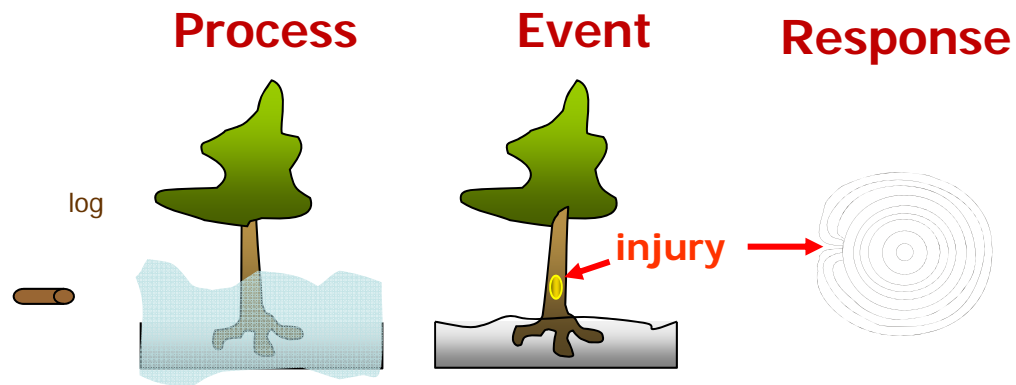 Process
Event
Response
log
injury